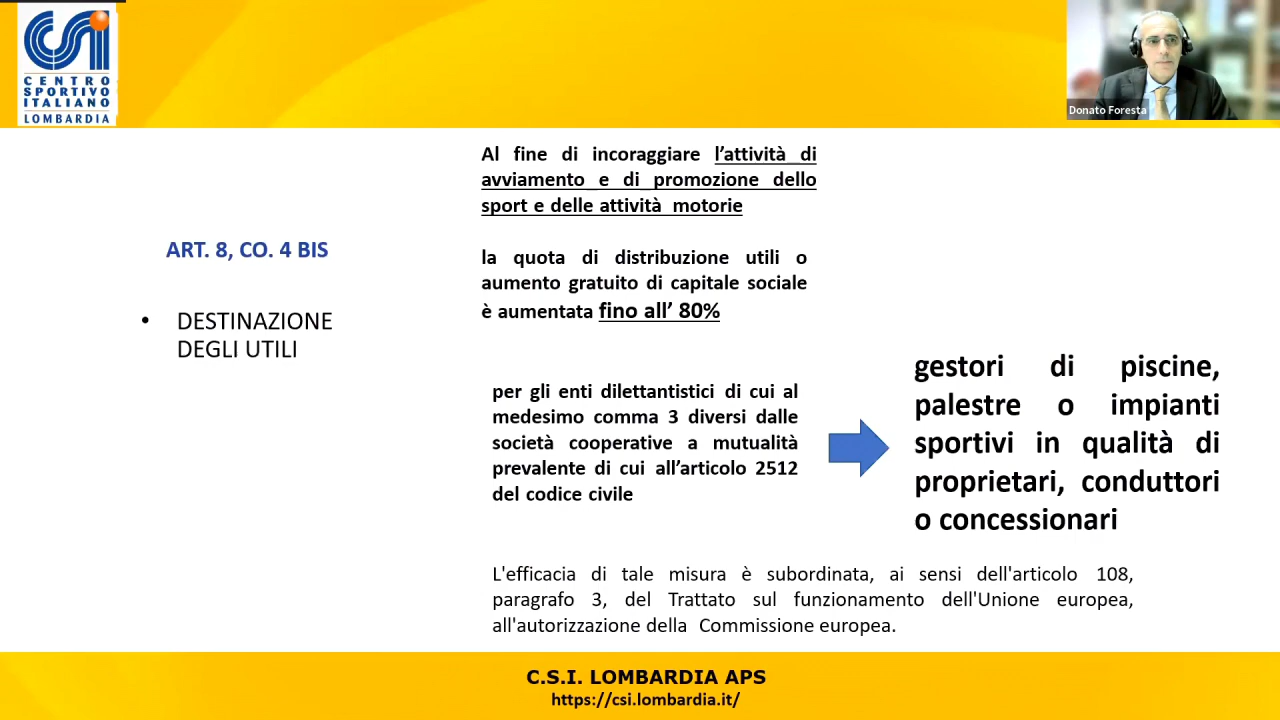 CSi
CENTRO
SPORTIVO
ITALIANO
LOMBARDIA
Donato Foresta
Al fine di incoraggiare l’attività di
avviamento e di promozione dello
sport e delle attività motorie
ART. 8, CO. 4 BIS
la quota di distribuzione utili o
aumento gratuito di capitale sociale
è aumentata fino all’ 80%
• DESTINAZIONE
DEGLI UTILI
per gli enti dilettantistici di cui al
medesimo comma 3 diversi dalle
società cooperative a mutualità
prevalente di cui all’articolo 2512
del codice civile
gestori di piscine,
palestre o impianti
sportivi in qualità di
proprietari, conduttori
o concessionari
L'efficacia di tale misura è subordinata, ai sensi dell'articolo 108,
paragrafo 3, del Trattato sul funzionamento dell'Unione europea,
all'autorizzazione della Commissione europea.
C.S.I. LOMBARDIA APS
https://csi.lombardia.it/